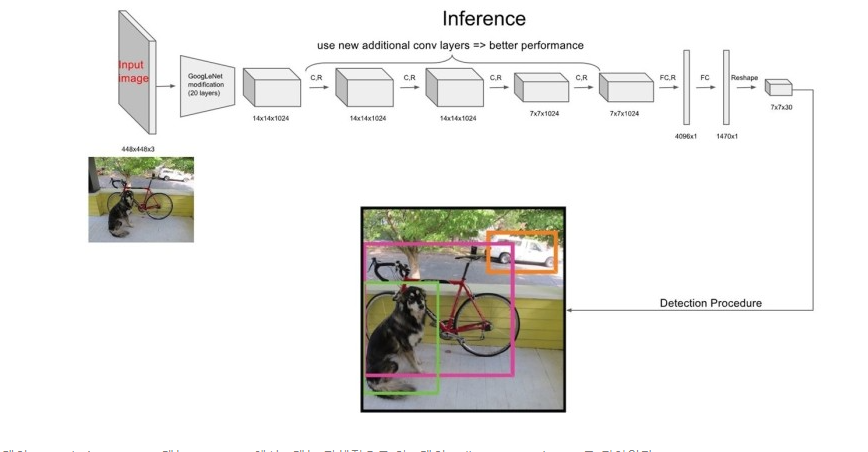 Inference
use new additional conv layers => better performance
Input
image
GoogLeNet
modification
(20 layers)
C,R
C,R
C,R
C,R
FC,R
FC
Reshape
14x14x1024
14x14x1024
14x14x1024
7x7x1024
7x7x1024
7x7x30
4096x1
1470x1
448x448x3
Detection Procedure